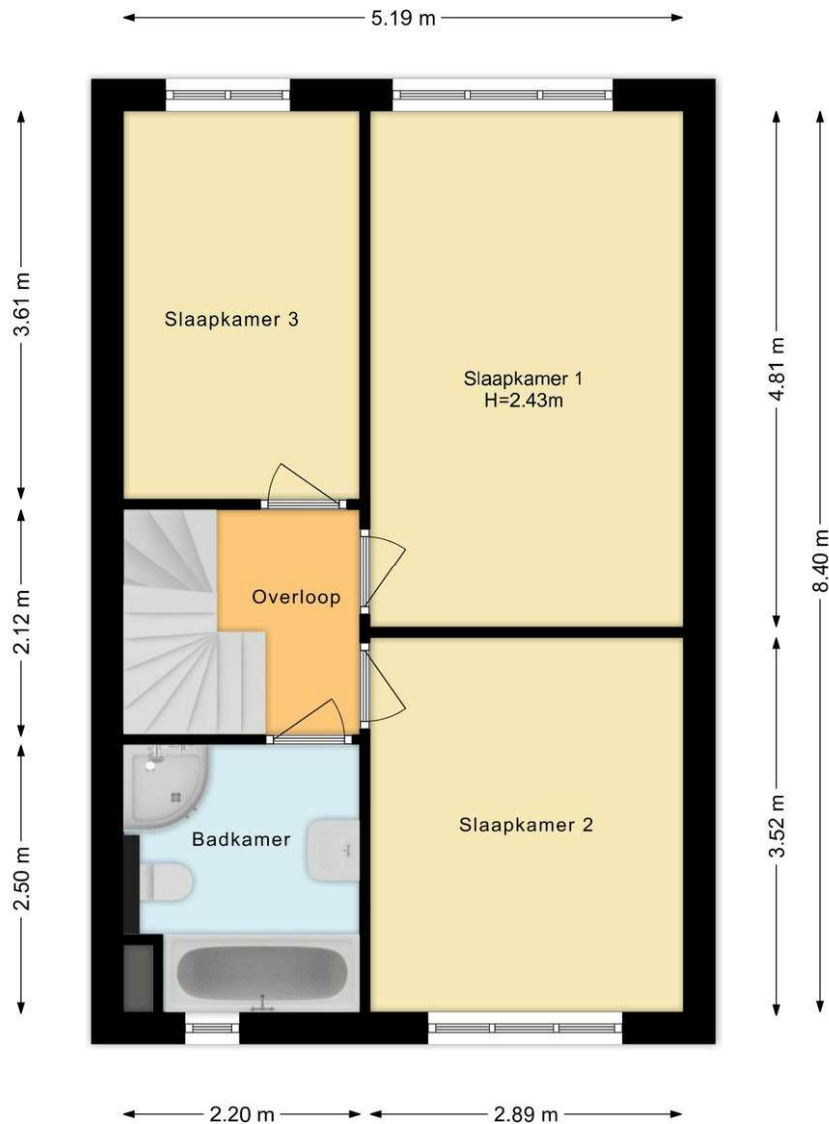 5.19 m
3.61 m
Slaapkamer 3
Slaapkamer 1
H=2.43m
4.81 m
8.40 m
2.12 m
Overloop
2.50 m
Badkamer
Slaapkamer 2
3.52 m
2.20 m
2.89 m